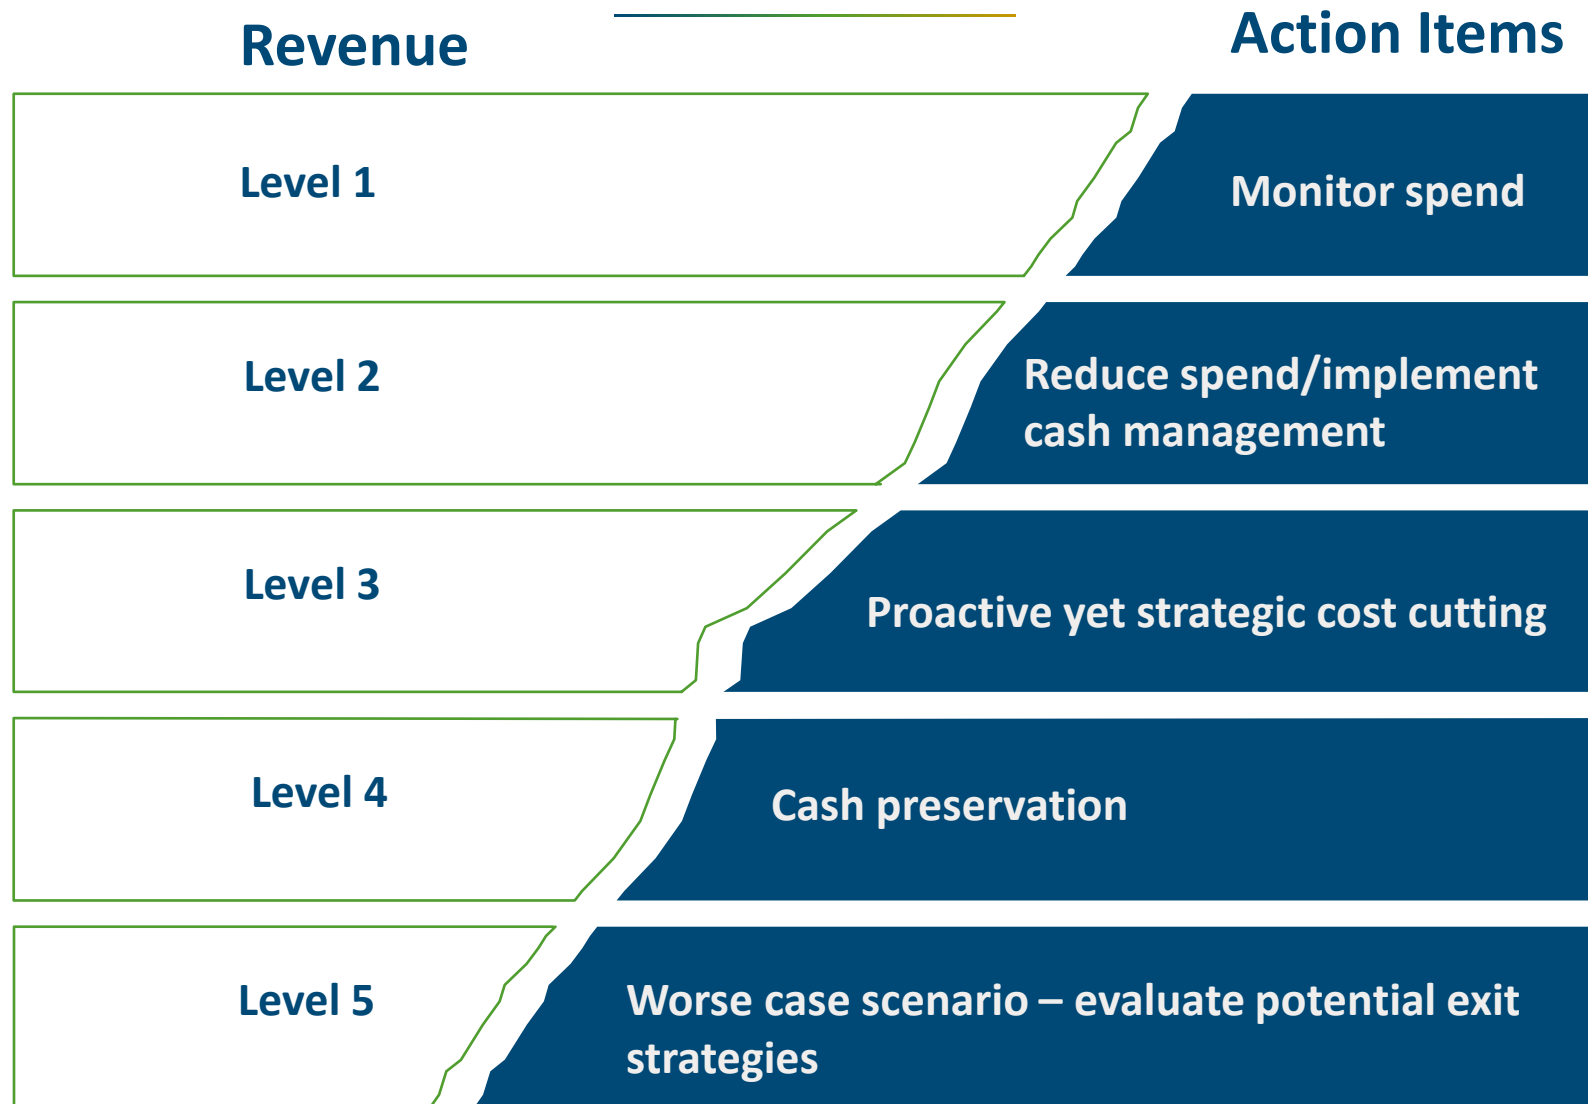 Revenue
Action Items
Level 1
Monitor spend
Level 2
Reduce spend/implement
cash management
Level 3
Proactive yet strategic cost cutting
Level 4
Cash preservation
Level 5
Worse case scenario – evaluate potential exit
strategies